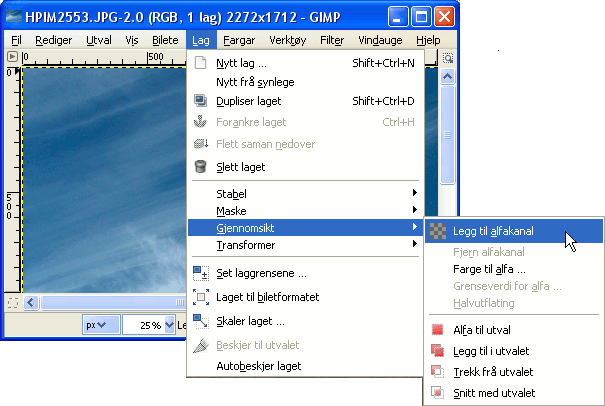 HPIM2553.JPG-2.0 (RGB, 1 lag) 2272x1712 - GIMP
Fil Rediger Utval Vis Bilete Lag Fargar Verktøy Filter Vindauge Hjelp
0 500
Nytt lag ... Shift+Ctrl+N
Nytt frå synlege
Dupliser laget Shift+Ctrl+D
Forankre laget Ctrl+H
Flett saman nedover
Slett laget
Stabel
Maske
Gjennomsikt
Transformer
Set laggrensene ...
Laget til biletformatet
Skaler laget ...
Beskjer til utvalet
Autobeskjer laget
Legg til alfakanal
Fjern alfakanal
Farge til alfa ...
Grenseverdi for alfa ...
Halvutflating
Alfa til utval
Legg til i utvalet
Trekk frå utvalet
Snitt med utvalet
0
500
px 25% Le